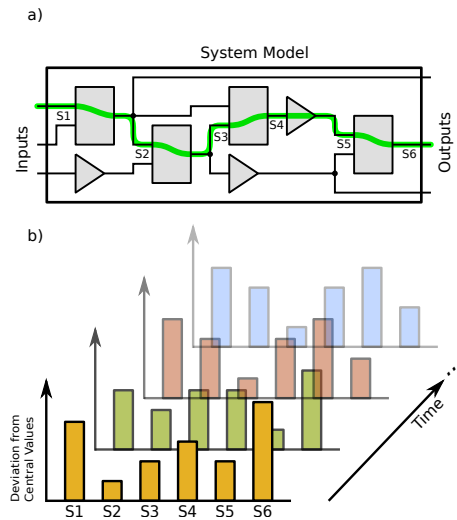 a)
System Model
Inputs
S1
S2
S3
S4
S5
S6
Outputs
b)
Deviation from
Central Values
S1 S2 S3 S4 S5 S6
Time
...